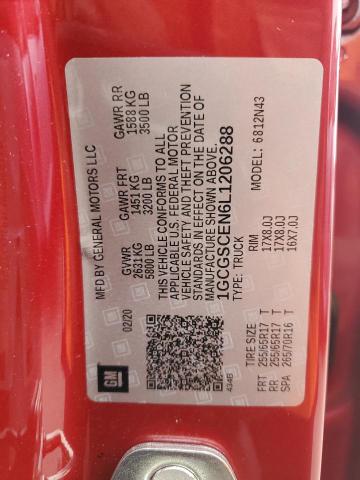 MFD BY GENERAL MOTORS LLC
02/20
GVWR
2631 KG
5800 LB
GAWR FRT
1451 KG
3200 LB
GAWR RR
1588 KG
3500 LB
THIS VEHICLE CONFORMS TO ALL
APPLICABLE U.S. FEDERAL MOTOR
VEHICLE SAFETY AND THEFT PREVENTION
STANDARDS IN EFFECT ON THE DATE OF
MANUFACTURE SHOWN ABOVE.
1GCGSCEN6L1206288
TYPE: TRUCK
MODEL: 6812N43
GM
434B
TIRE SIZE RIM
FRT 255/65R17 T 17X8.0J
RR 255/65R17 T 17X8.0J
SPA 265/70R16 T 16X7.0J